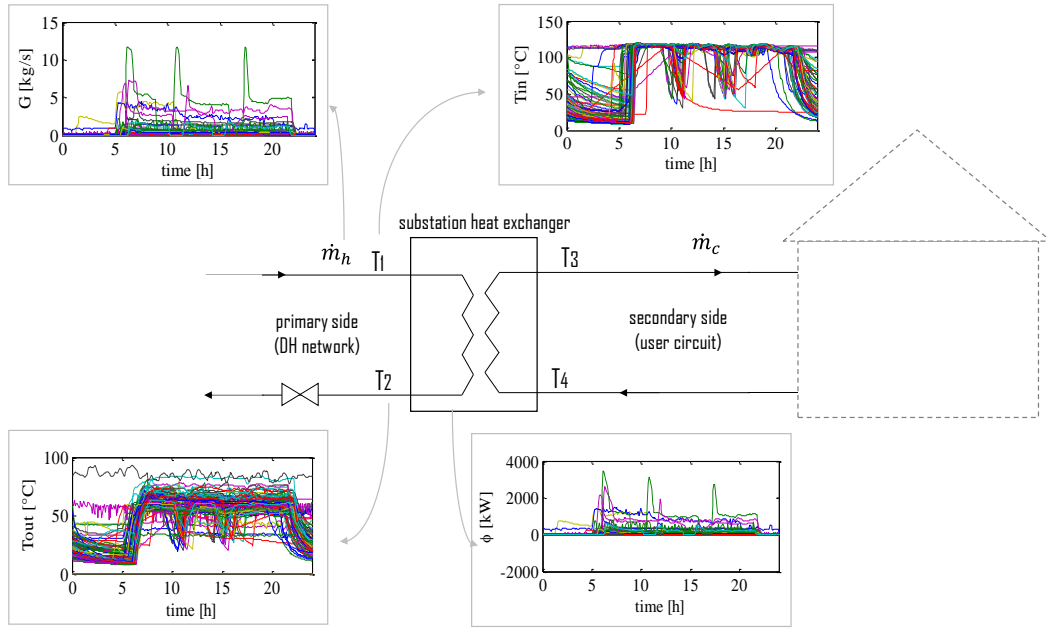 15
10
5
0
G [kg/s]
0 5 10 15 20
time [h]
150
100
50
0
Tin [°C]
0 5 10 15 20
time [h]
substation heat exchanger
ṁh T1 T3 ṁc
primary side
(DH network)
secondary side
(user circuit)
T2 T4
100
50
0
Tout [°C]
0 5 10 15 20
time [h]
4000
2000
0
-2000
ϕ [kW]
0 5 10 15 20
time [h]